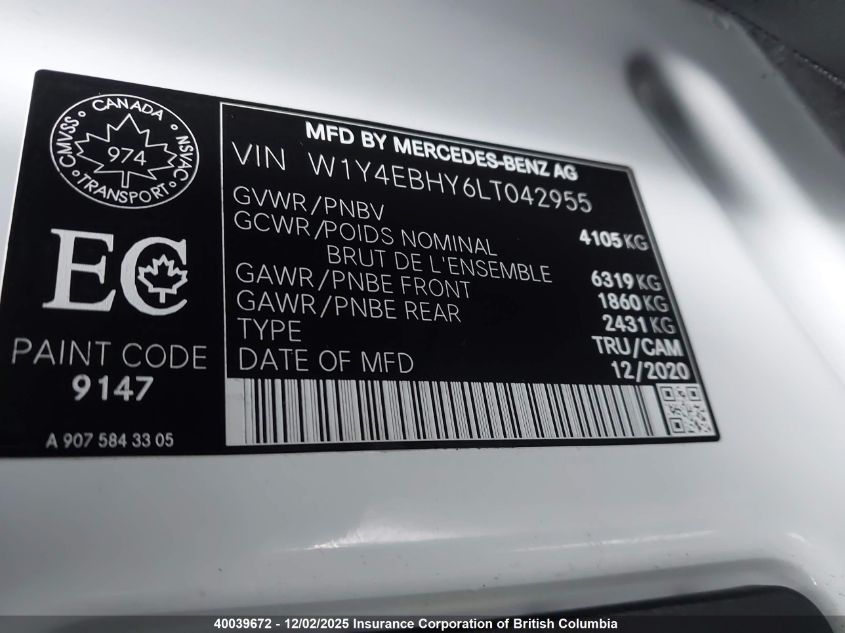 CANADA
CMVSS 974 NSVAC
TRANSPORT
EC
PAINT CODE
9147
A 907 584 33 05
MFD BY MERCEDES-BENZ AG
VIN W1Y4EBHY6LT042955
GVWR/PNBV 4105 KG
GCWR/POIDS NOMINAL
BRUT DE L'ENSEMBLE 6319 KG
GAWR/PNBE FRONT 1860 KG
GAWR/PNBE REAR 2431 KG
TYPE TRU/CAM
DATE OF MFD 12/2020
40039672 - 12/02/2025 Insurance Corporation of British Columbia